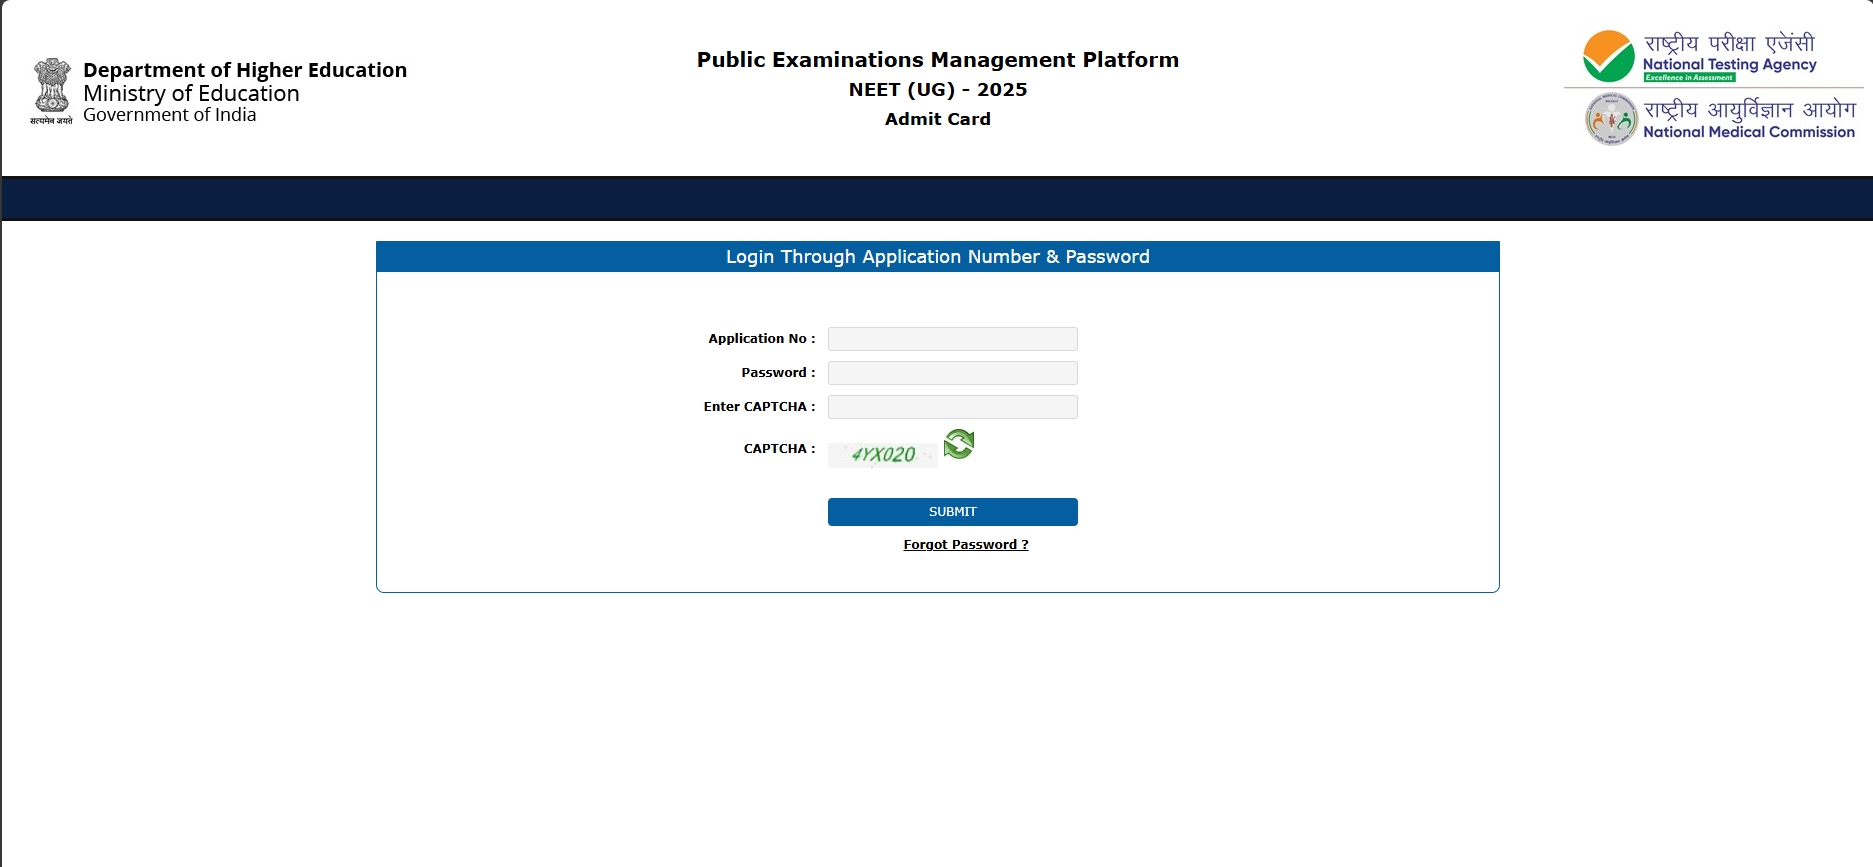 सत्यमेव जयते
Department of Higher Education
Ministry of Education
Government of India
Public Examinations Management Platform
NEET (UG) - 2025
Admit Card
राष्ट्रीय परीक्षा एजेंसी
National Testing Agency
Excellence in Assessment
राष्ट्रीय आयुर्विज्ञान आयोग
National Medical Commission
Login Through Application Number & Password
Application No :
Password :
Enter CAPTCHA :
CAPTCHA :
4YX020
SUBMIT
Forgot Password ?